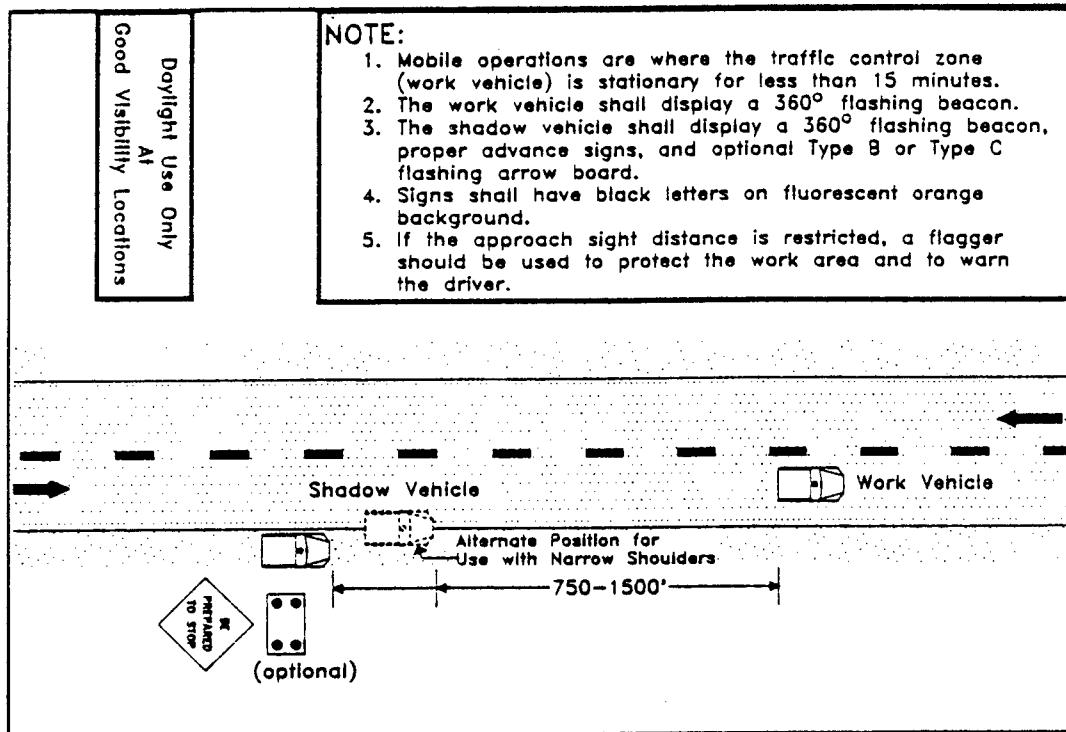 Daylight Use Only
At
Good Visibility Locations
NOTE:
1. Mobile operations are where the traffic control zone
(work vehicle) is stationary for less than 15 minutes.
2. The work vehicle shall display a 360° flashing beacon.
3. The shadow vehicle shall display a 360° flashing beacon,
proper advance signs, and optional Type B or Type C
flashing arrow board.
4. Signs shall have black letters on fluorescent orange
background.
5. If the approach sight distance is restricted, a flagger
should be used to protect the work area and to warn
the driver.
Shadow Vehicle
Work Vehicle
Alternate Position for
Use with Narrow Shoulders
750-1500'
BE
PREPARED
TO STOP
(optional)